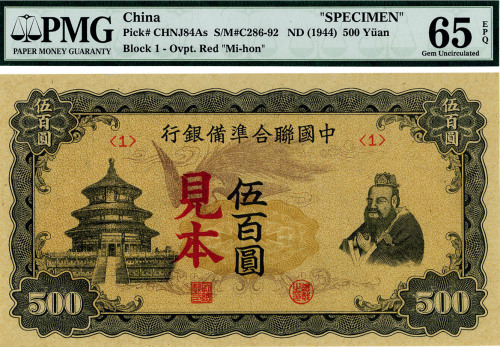 PMG
PAPER MONEY GUARANTY
China "SPECIMEN"
Pick# CHNJ84As S/M#C286-92 ND (1944) 500 Yüan
Block 1 - Ovpt. Red "Mi-hon"
65 EPQ
Gem Uncirculated
伍百圓
伍百圓
行銀備準合聯國中
<1>
<1>
見本
伍百圓
500
500